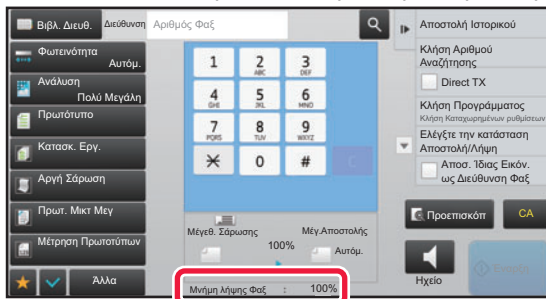 Βιβλ. Διευθ.
Διεύθυνση
Αριθμός Φαξ
Αποστολή Ιστορικού
Φωτεινότητα
Αυτόμ.
Ανάλυση
Πολύ Μεγάλη
Πρωτότυπο
Κατασκ. Εργ.
Αργή Σάρωση
Πρωτ. Μικτ Μεγ
Μέτρηση Πρωτοτύπων
Άλλα
1
2
ABC
3
DEF
4
GHI
5
JKL
6
MNO
7
PQRS
8
TUV
9
WXYZ
0
#
C
Μέγεθ. Σάρωσης
100%
Μέγ.Αποστολής
Αυτόμ.
Μνήμη λήψης Φαξ : 100%
Κλήση Αριθμού
Αναζήτησης
Direct TX
Κλήση Προγράμματος
Κλήση Καταχωρημένων ρυθμίσεων
Ελέγξτε την κατάσταση
Αποστολή/Λήψη
Αποσ. Ίδιας Εικόν.
ως Διεύθυνση Φαξ
Προεπισκόπ
CA
Ηχείο
Έναρξη